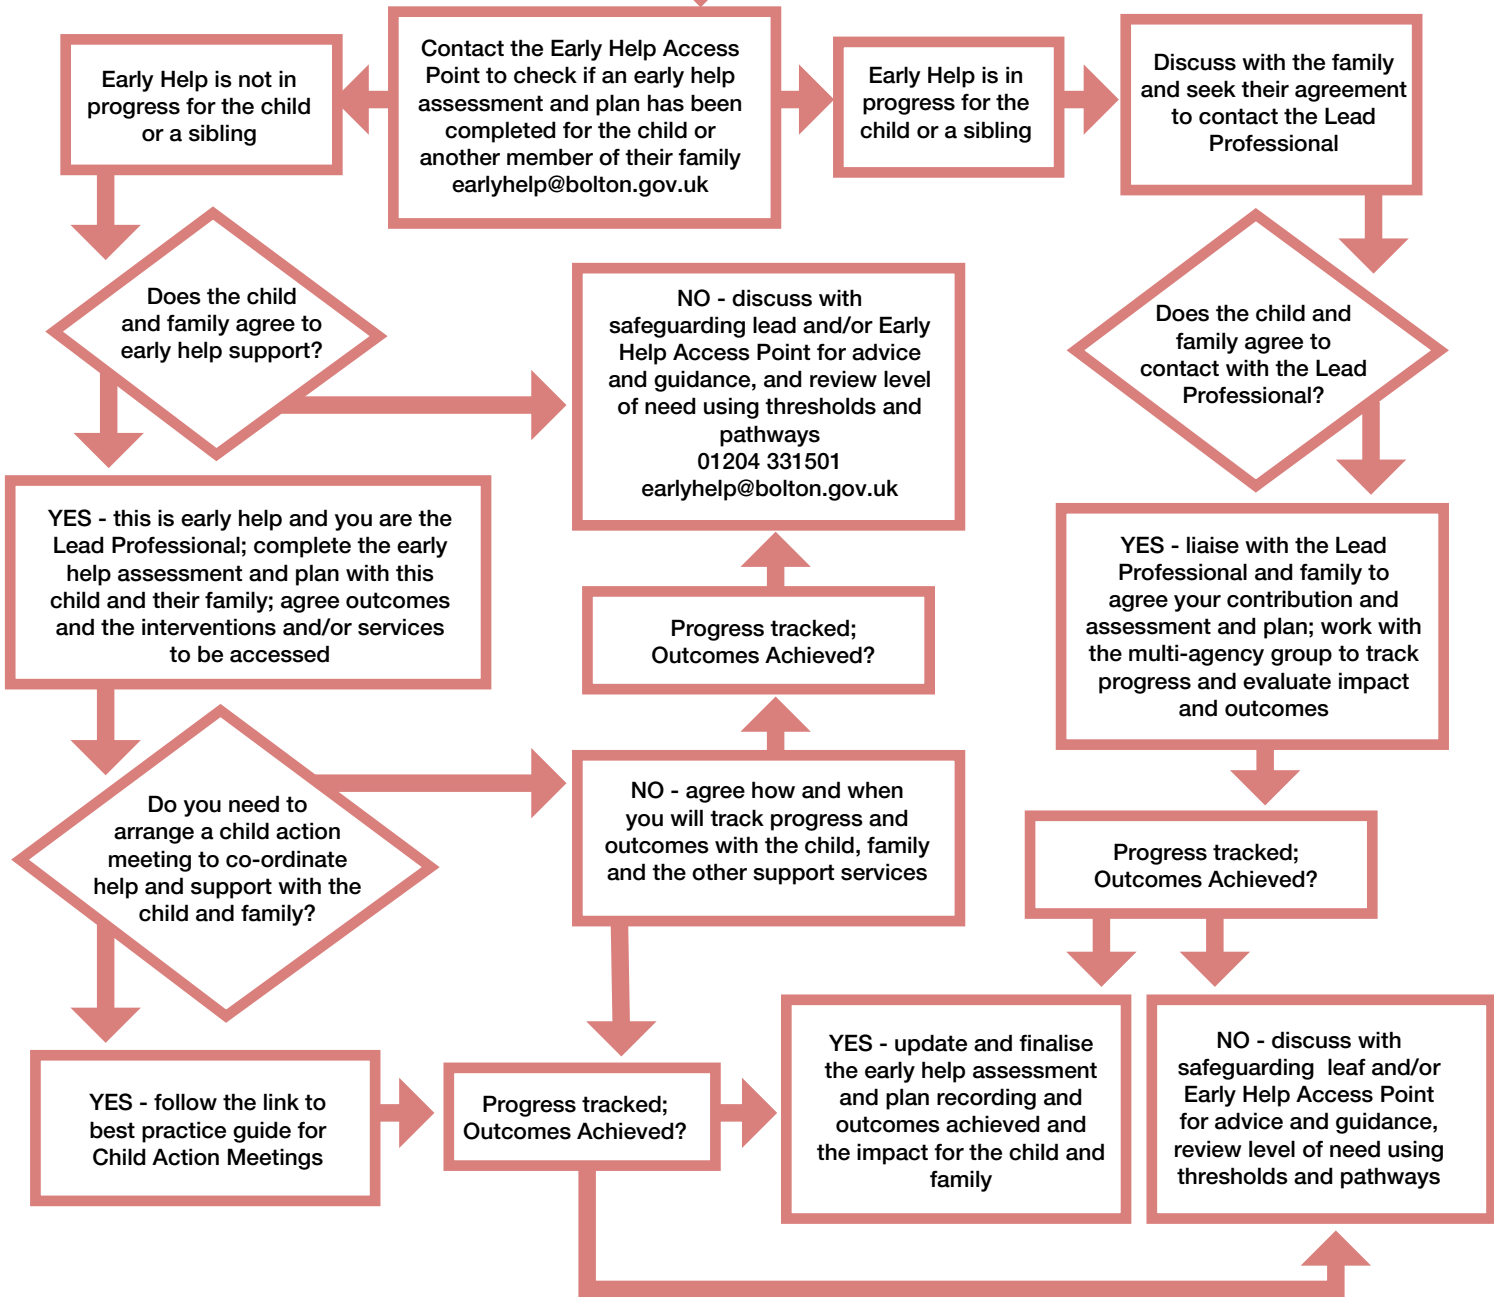 Early Help is not in
progress for the child
or a sibling
Contact the Early Help Access
Point to check if an early help
assessment and plan has been
completed for the child or
another member of their family
earlyhelp@bolton.gov.uk
Early Help is in
progress for the
child or a sibling
Discuss with the family
and seek their agreement
to contact the Lead
Professional
Does the child
and family agree to
early help support?
NO - discuss with
safeguarding lead and/or Early
Help Access Point for advice
and guidance, and review level
of need using thresholds and
pathways
01204 331501
earlyhelp@bolton.gov.uk
Does the child and
family agree to
contact with the Lead
Professional?
YES - this is early help and you are the
Lead Professional; complete the early
help assessment and plan with this
child and their family; agree outcomes
and the interventions and/or services
to be accessed
Progress tracked;
Outcomes Achieved?
YES - liaise with the Lead
Professional and family to
agree your contribution and
assessment and plan; work with
the multi-agency group to track
progress and evaluate impact
and outcomes
Do you need to
arrange a child action
meeting to co-ordinate
help and support with the
child and family?
NO - agree how and when
you will track progress and
outcomes with the child, family
and the other support services
Progress tracked;
Outcomes Achieved?
YES - follow the link to
best practice guide for
Child Action Meetings
Progress tracked;
Outcomes Achieved?
YES - update and finalise
the early help assessment
and plan recording and
outcomes achieved and
the impact for the child and
family
NO - discuss with
safeguarding leaf and/or
Early Help Access Point
for advice and guidance,
review level of need using
thresholds and pathways